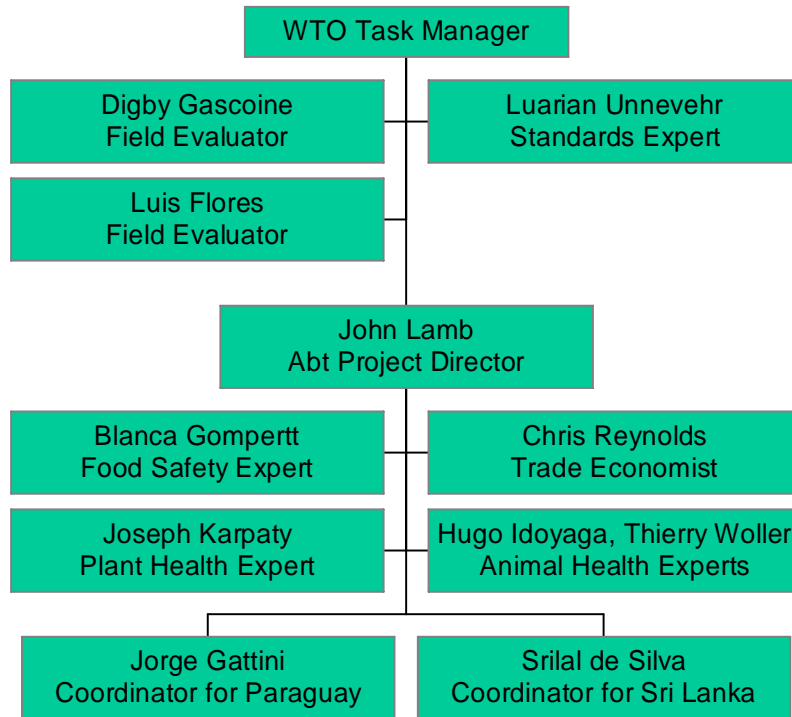 WTO Task Manager
Digby Gascoine
Field Evaluator
Luarian Unnevehr
Standards Expert
Luis Flores
Field Evaluator
John Lamb
Abt Project Director
Blanca Gompertt
Food Safety Expert
Chris Reynolds
Trade Economist
Joseph Karpaty
Plant Health Expert
Hugo Idoyaga, Thierry Woller
Animal Health Experts
Jorge Gattini
Coordinator for Paraguay
Srilal de Silva
Coordinator for Sri Lanka